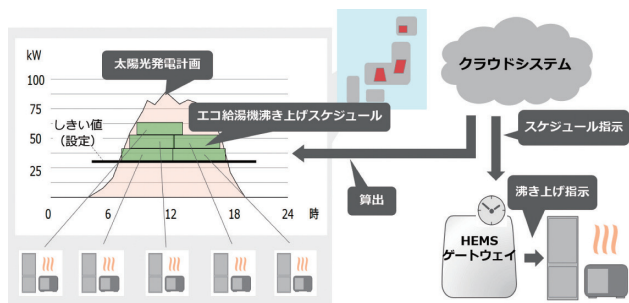 kW
100
75
50
25
0
6
12
18
24
時
太陽光発電計画
エコ給湯機沸き上げスケジュール
しきい値
（設定）
クラウドシステム
スケジュール指示
算出
沸き上げ指示
HEMS
ゲートウェイ